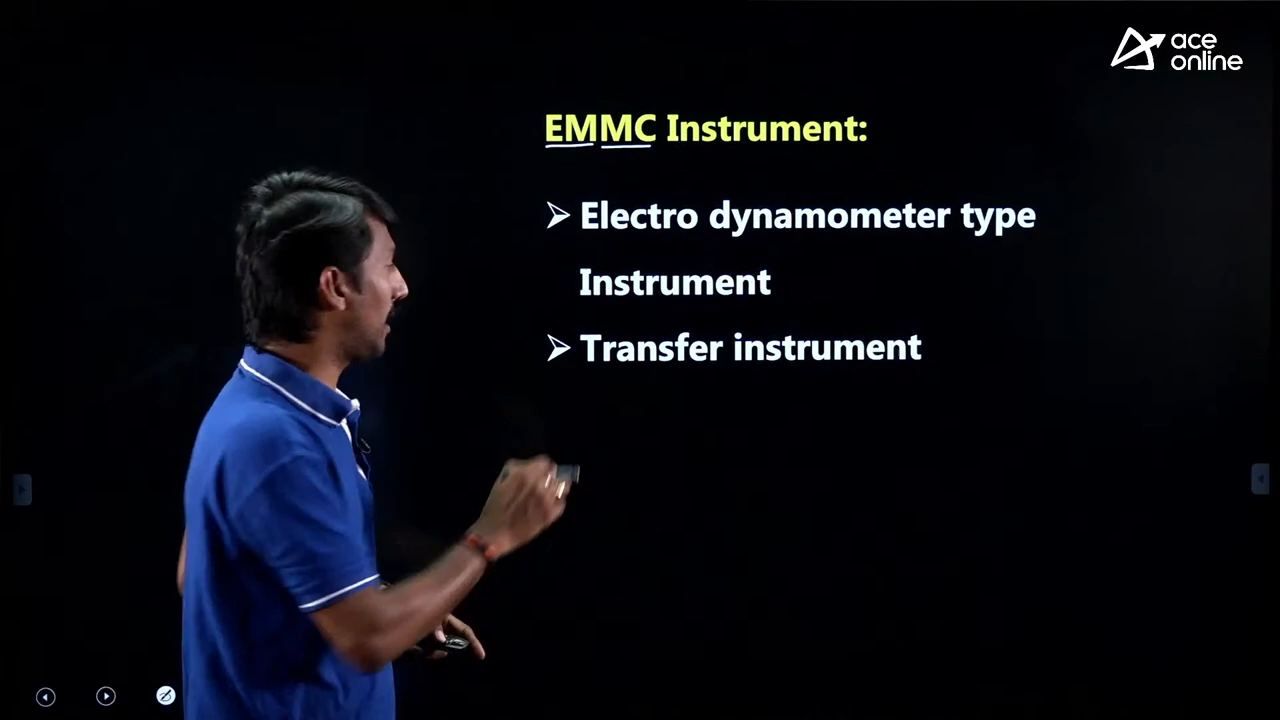 ace
online
EMMC Instrument:
➢ Electro dynamometer type
Instrument
➢ Transfer instrument